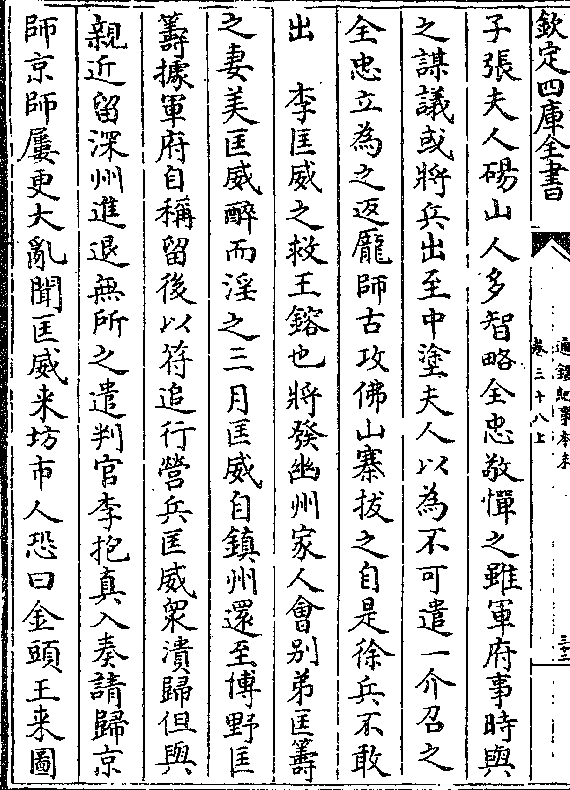 欽定四庫全書
通鑑紀事本末
卷三十八上
三十二
子張夫人碭山人多智略全忠敬憚之雖軍府事時與
之謀議或將兵出至中塗夫人以為不可遣一介召之
全忠立為之返龐師古攻佛山寨拔之自是徐兵不敢
出　李匡威之救王鎔也將發幽州家人會别弟匡籌
之妻美匡威醉而淫之三月匡威自鎮州還至博野匡
籌據軍府自稱留後以符追行營兵匡威衆潰歸但與
親近留深州進退無所之遣判官李抱真入奏請歸京
師京師屢更大亂聞匡威来坊市人恐曰金頭王来圖